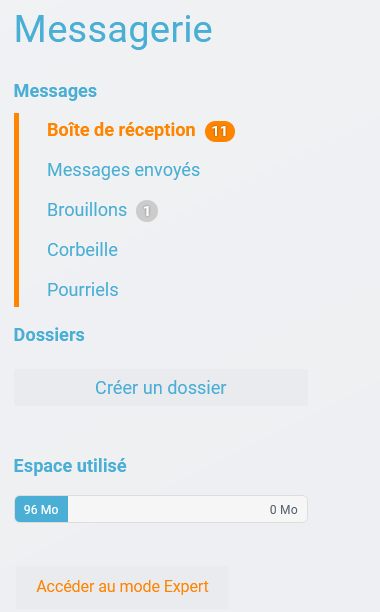 Messagerie
Messages
Boîte de réception 11
Messages envoyés
Brouillons 1
Corbeille
Pourriels
Dossiers
Créer un dossier
Espace utilisé
96 Mo 0 Mo
Accéder au mode Expert